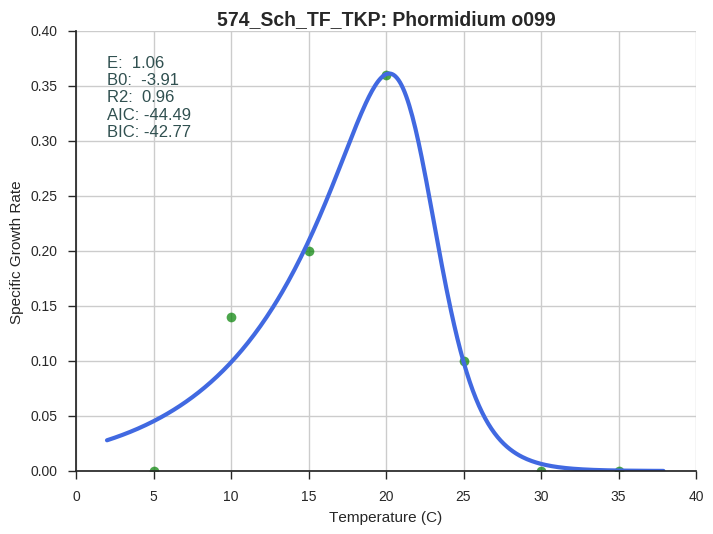 574_Sch_TF_TKP: Phormidium o099
E: 1.06
B0: -3.91
R2: 0.96
AIC: -44.49
BIC: -42.77
0.40
0.35
0.30
0.25
0.20
0.15
0.10
0.05
0.00
Specific Growth Rate
0 5 10 15 20 25 30 35 40
Temperature (C)